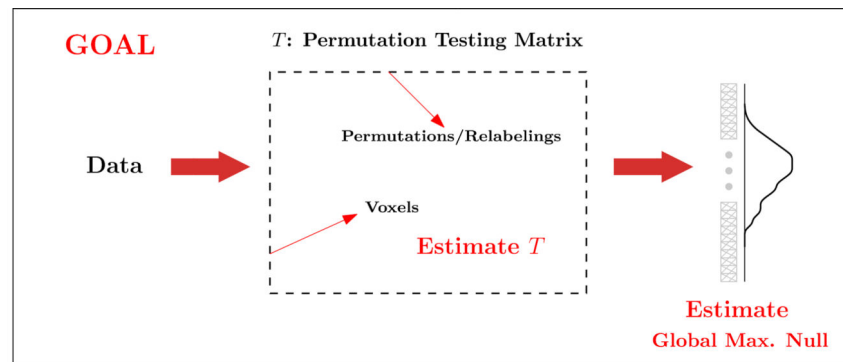 GOAL
T: Permutation Testing Matrix
Permutations/Relabelings
Data
Voxels
Estimate T
Estimate
Global Max. Null